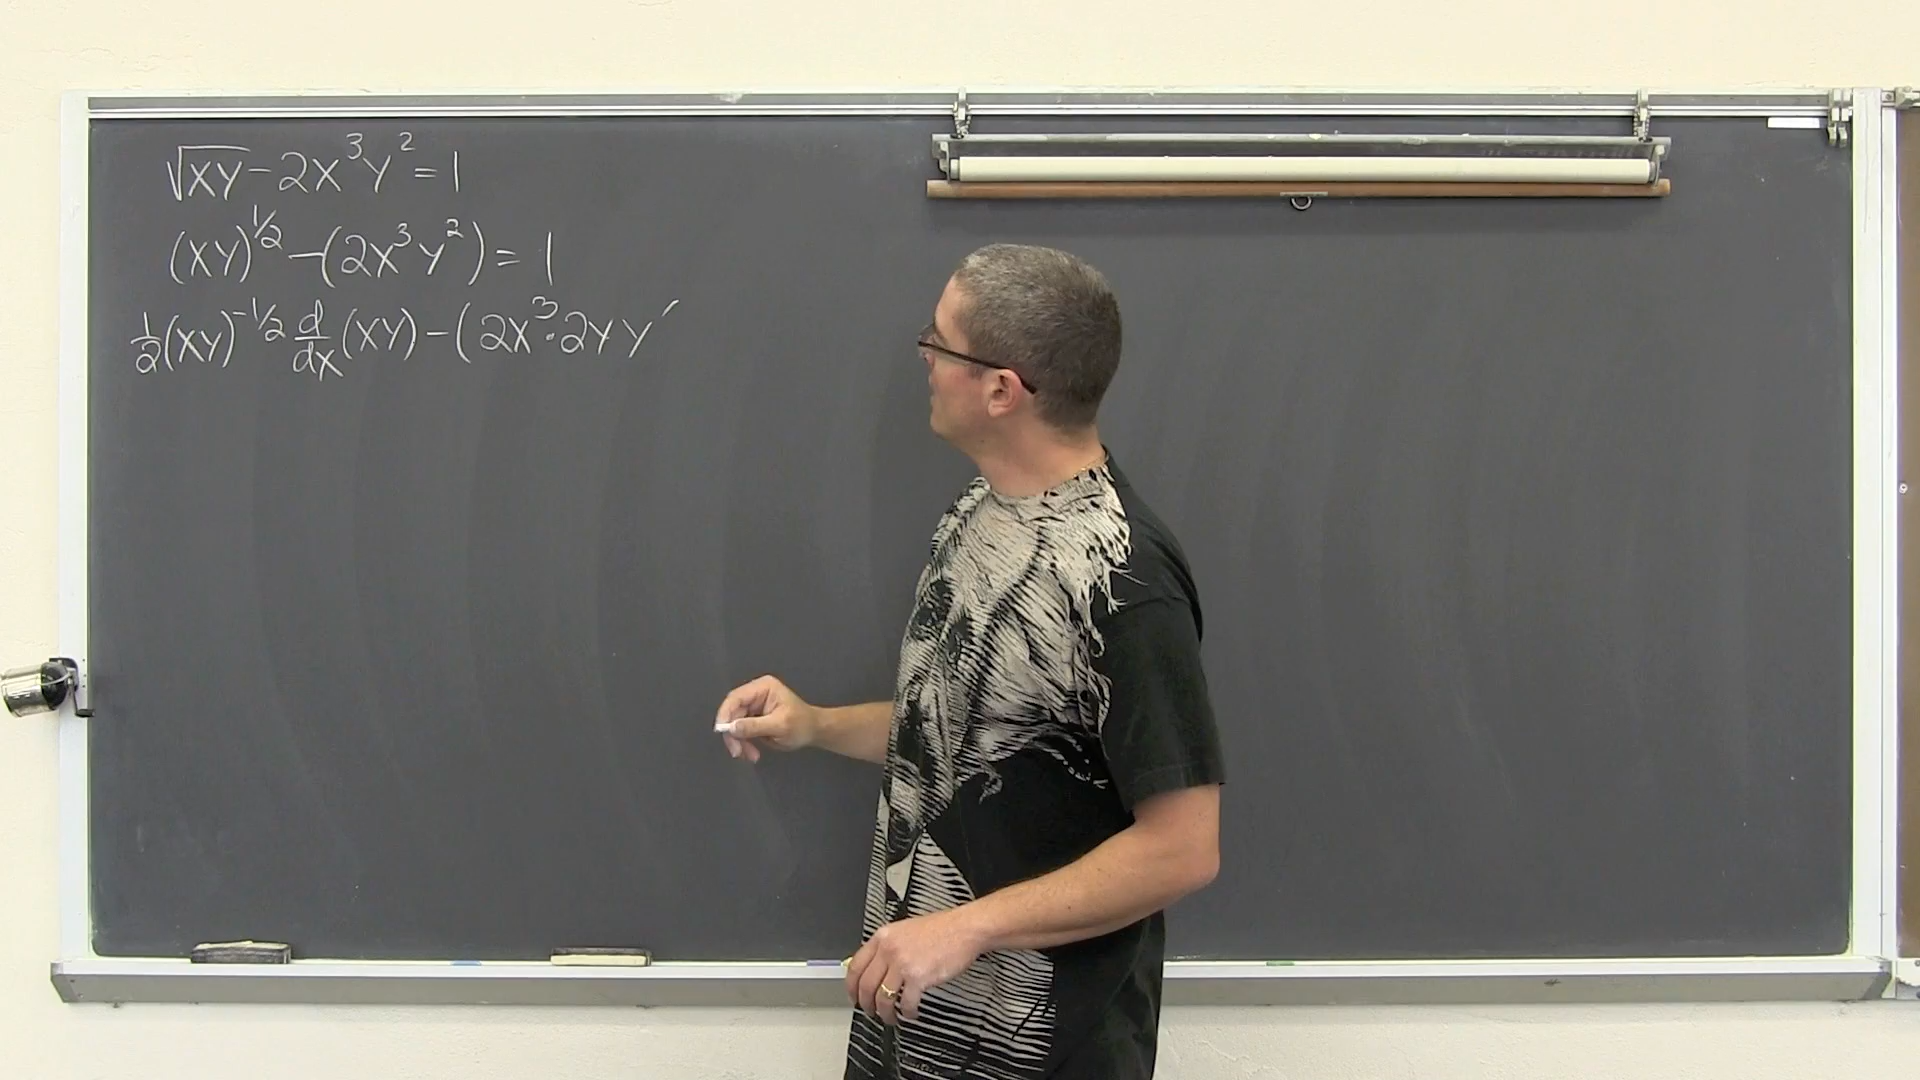 √xy - 2x³y² = 1
(xy)^1/2 - (2x³y²) = 1
1/2(xy)^-1/2 d/dx(xy) - (2x³·2yy′